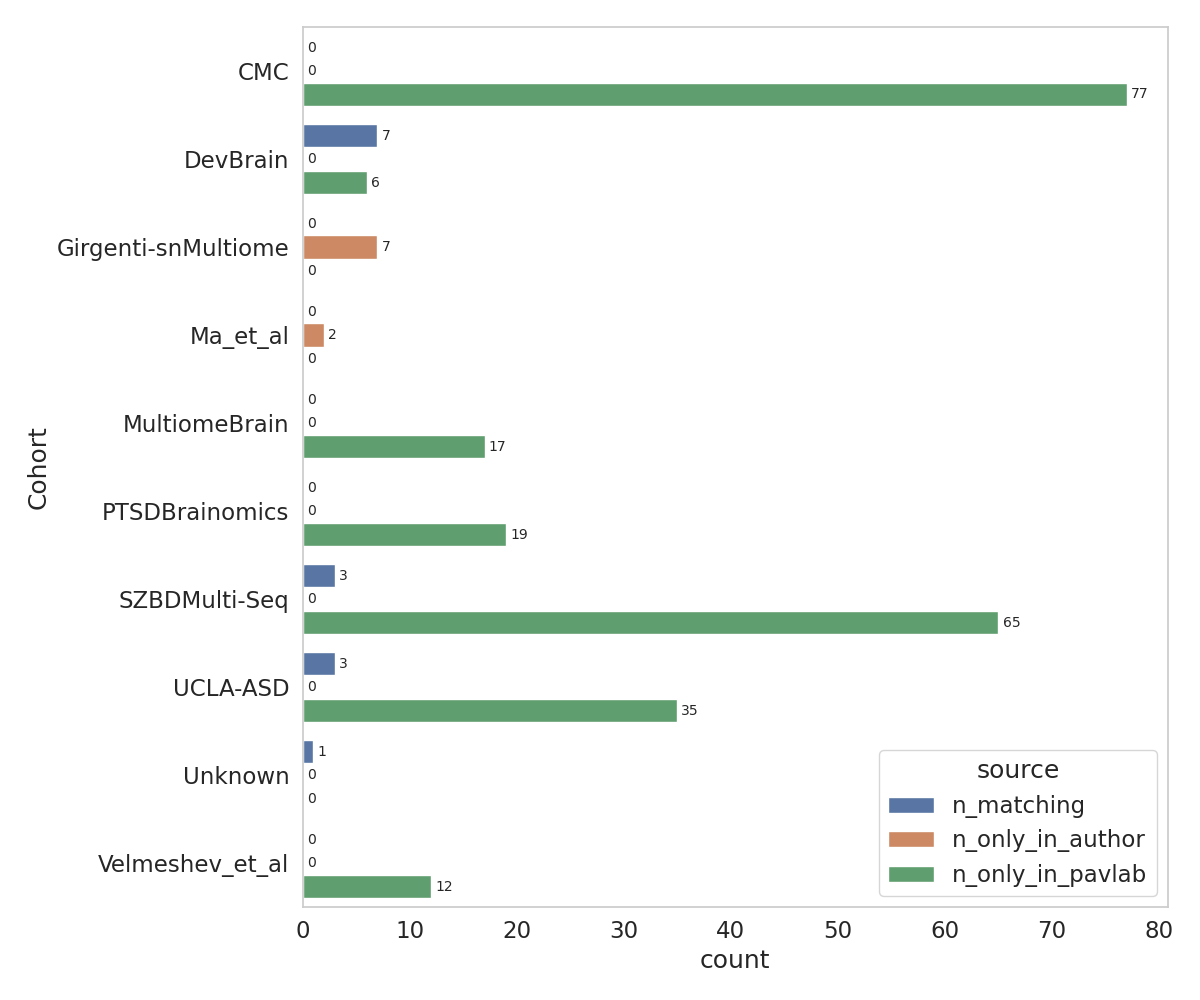 CMC
0
0
77
DevBrain
7
0
6
Girgenti-snMultiome
0
7
0
Ma_et_al
0
2
0
MultiomeBrain
0
0
17
PTSDBrainomics
0
0
19
SZBDMulti-Seq
3
0
65
UCLA-ASD
3
0
35
Unknown
1
0
0
Velmeshev_et_al
0
0
12
Cohort
0 10 20 30 40 50 60 70 80
count
source
n_matching
n_only_in_author
n_only_in_pavlab